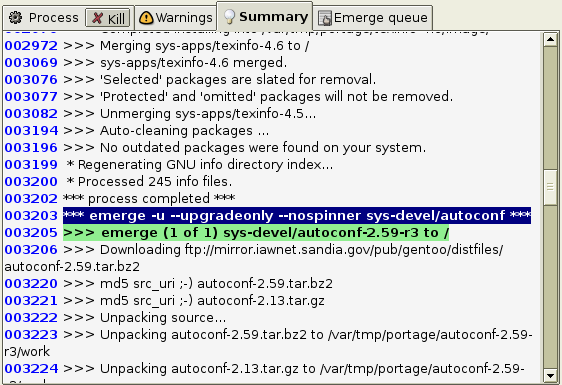 Process Kill Warnings Summary Emerge queue
002972 >>> Merging sys-apps/texinfo-4.6 to /
003069 >>> sys-apps/texinfo-4.6 merged.
003076 >>> 'Selected' packages are slated for removal.
003077 >>> 'Protected' and 'omitted' packages will not be removed.
003082 >>> Unmerging sys-apps/texinfo-4.5...
003194 >>> Auto-cleaning packages ...
003196 >>> No outdated packages were found on your system.
003199  * Regenerating GNU info directory index...
003200  * Processed 245 info files.
003202 *** process completed ***
003203 *** emerge -u --upgradeonly --nospinner sys-devel/autoconf ***
003205 >>> emerge (1 of 1) sys-devel/autoconf-2.59-r3 to /
003206 >>> Downloading ftp://mirror.iawnet.sandia.gov/pub/gentoo/distfiles/
autoconf-2.59.tar.bz2
003220 >>> md5 src_uri ;-) autoconf-2.59.tar.bz2
003221 >>> md5 src_uri ;-) autoconf-2.13.tar.gz
003222 >>> Unpacking source...
003223 >>> Unpacking autoconf-2.59.tar.bz2 to /var/tmp/portage/autoconf-2.59-
r3/work
003224 >>> Unpacking autoconf-2.13.tar.gz to /var/tmp/portage/autoconf-2.59-